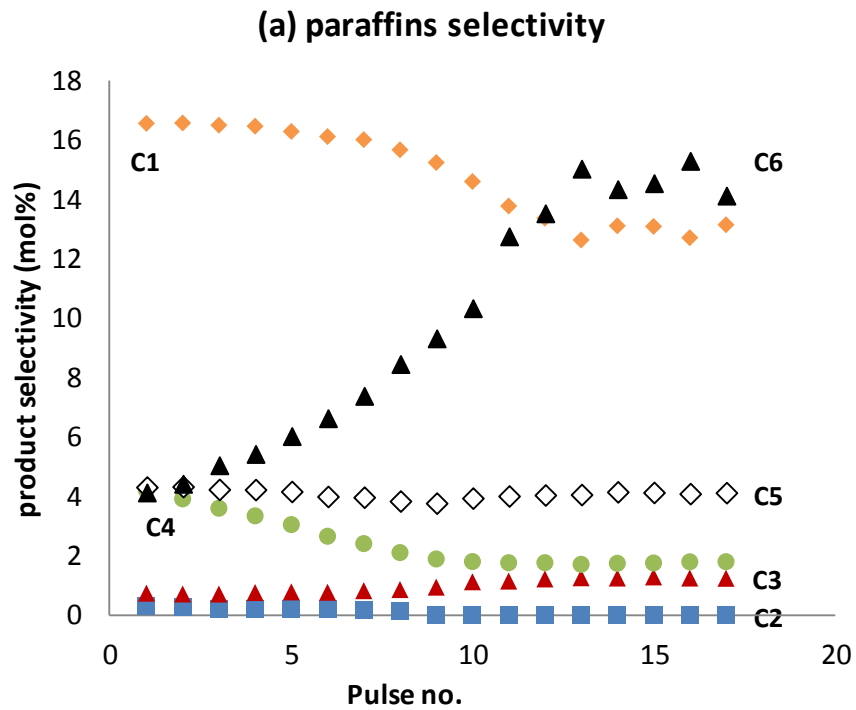 (a) paraffins selectivity
18
16
14
12
10
8
6
4
2
0
product selectivity (mol%)
C1
C6
C4
C5
C3
C2
0
5
10
15
20
Pulse no.